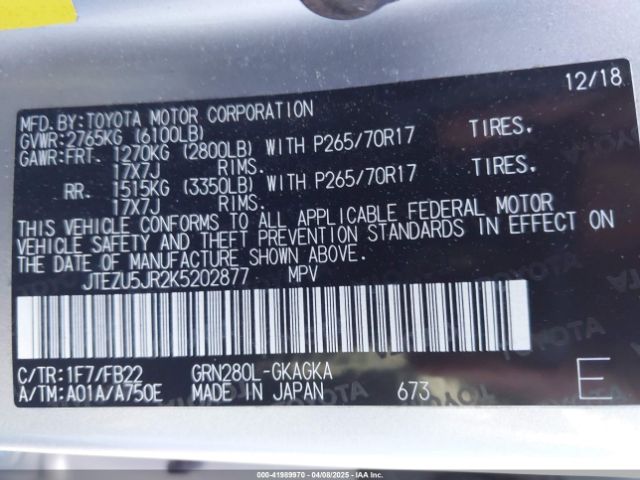 12/18
MFD.BY:TOYOTA MOTOR CORPORATION
GVWR:2765KG (6100LB)
GAWR:FRT. 1270KG (2800LB) WITH P265/70R17 TIRES.
17X7J RIMS.
RR. 1515KG (3350LB) WITH P265/70R17 TIRES.
17X7J RIMS.
THIS VEHICLE CONFORMS TO ALL APPLICABLE FEDERAL MOTOR
VEHICLE SAFETY AND THEFT PREVENTION STANDARDS IN EFFECT ON
THE DATE OF MANUFACTURE SHOWN ABOVE.
JTEZU5JR2K5202877 MPV
C/TR:1F7/FB22 GRN280L-GKAGKA
A/TM:A01A/A750E MADE IN JAPAN 673 E
000-41989970 | 04/08/2025 | IAA Inc.